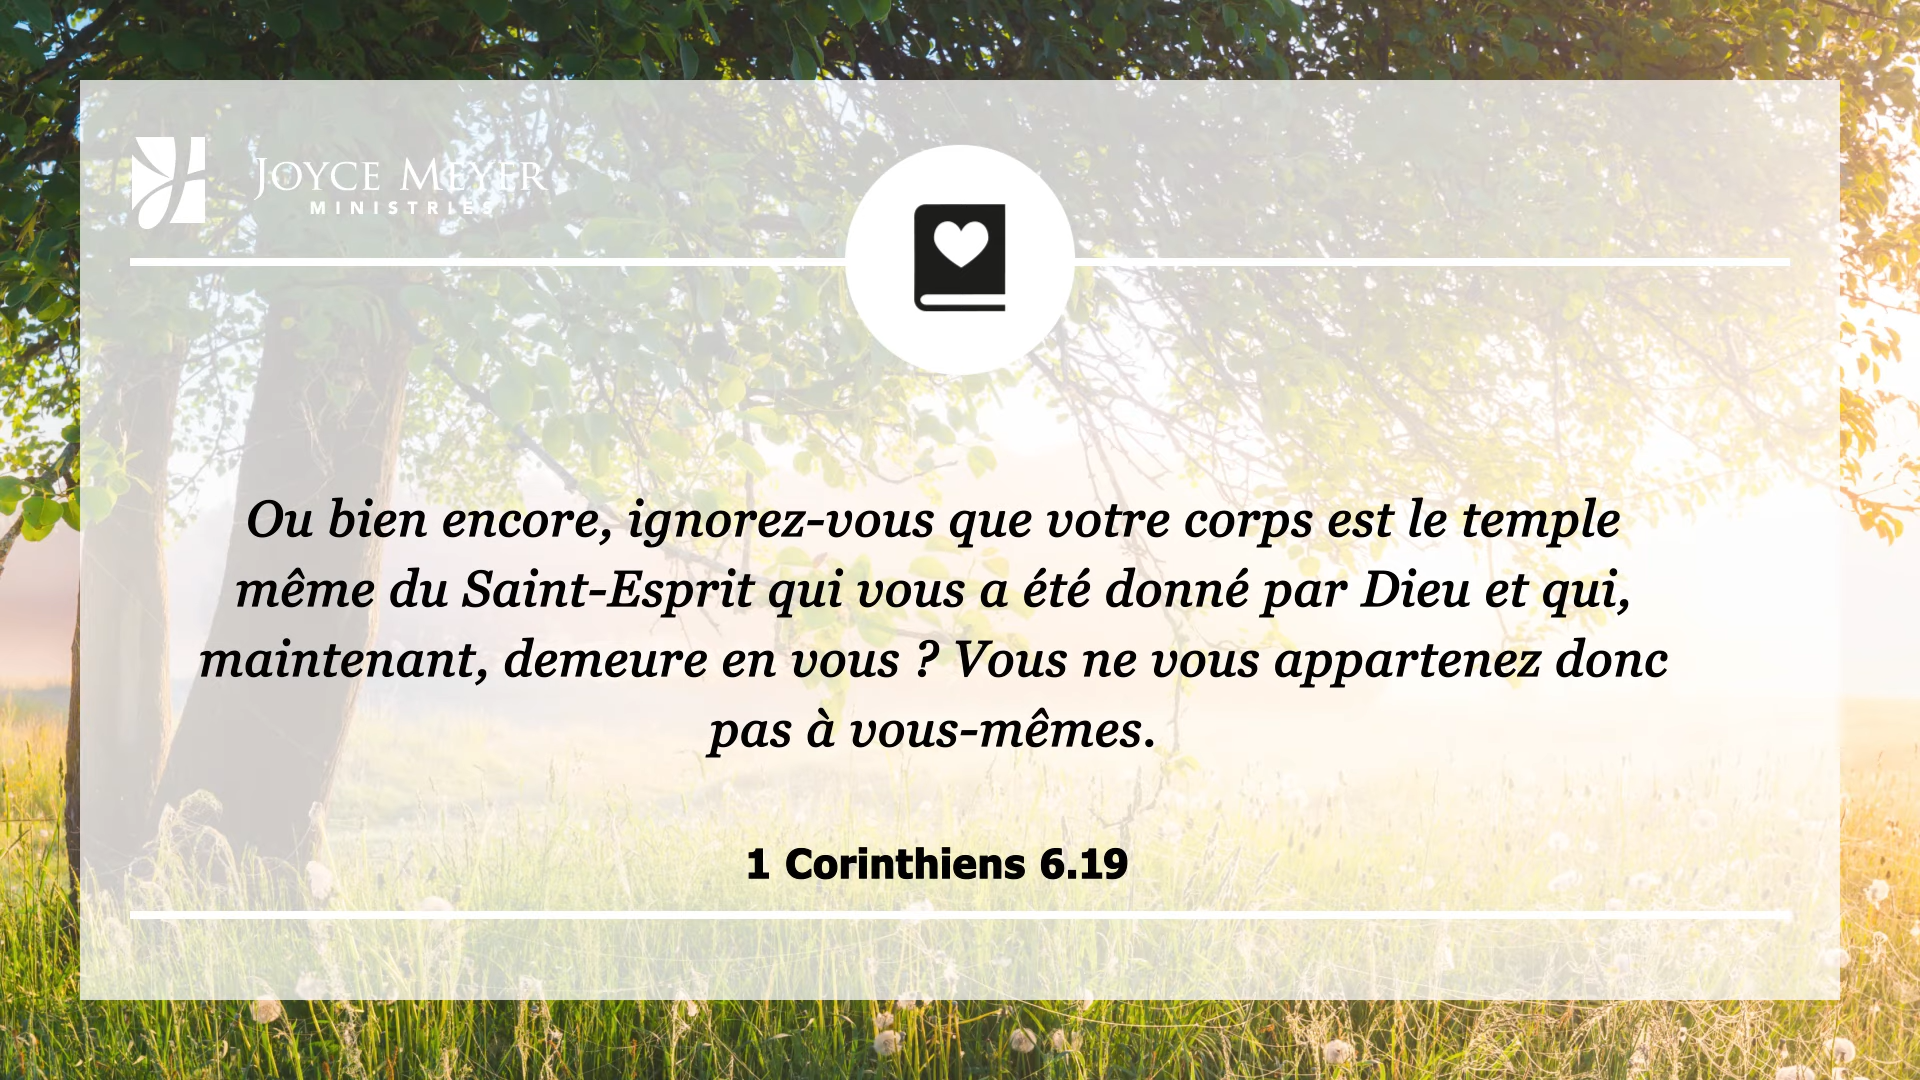 JOYCE MEYER
MINISTRIES
Ou bien encore, ignorez-vous que votre corps est le temple
même du Saint-Esprit qui vous a été donné par Dieu et qui,
maintenant, demeure en vous ? Vous ne vous appartenez donc
pas à vous-mêmes.
1 Corinthiens 6.19